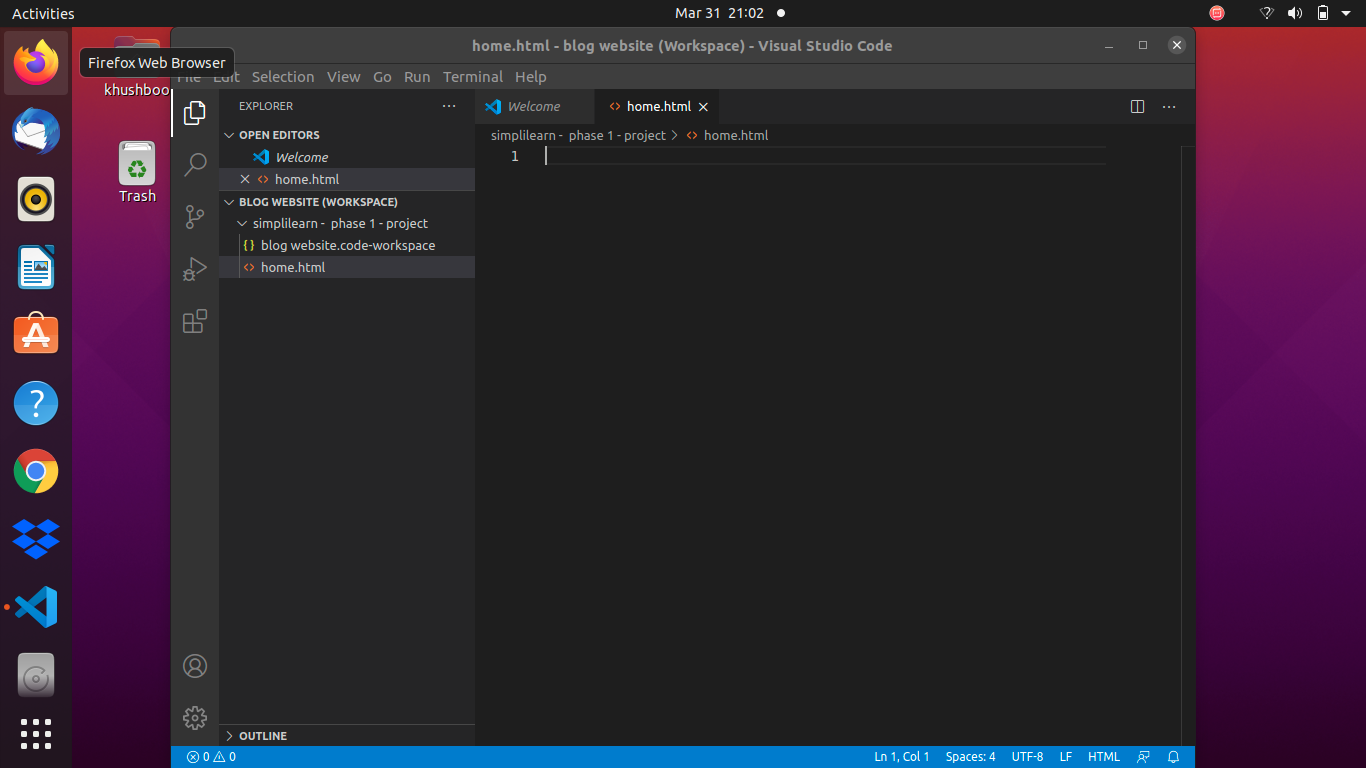 Activities
Mar 31 21:02
home.html - blog website (Workspace) - Visual Studio Code
Firefox Web Browser
File Edit Selection View Go Run Terminal Help
khushboo
Trash
EXPLORER
OPEN EDITORS
Welcome
home.html
BLOG WEBSITE (WORKSPACE)
simplilearn - phase 1 - project
{} blog website.code-workspace
<> home.html
OUTLINE
Welcome
<> home.html
simplilearn - phase 1 - project > <> home.html
1
0 0
Ln 1, Col 1 Spaces: 4 UTF-8 LF HTML